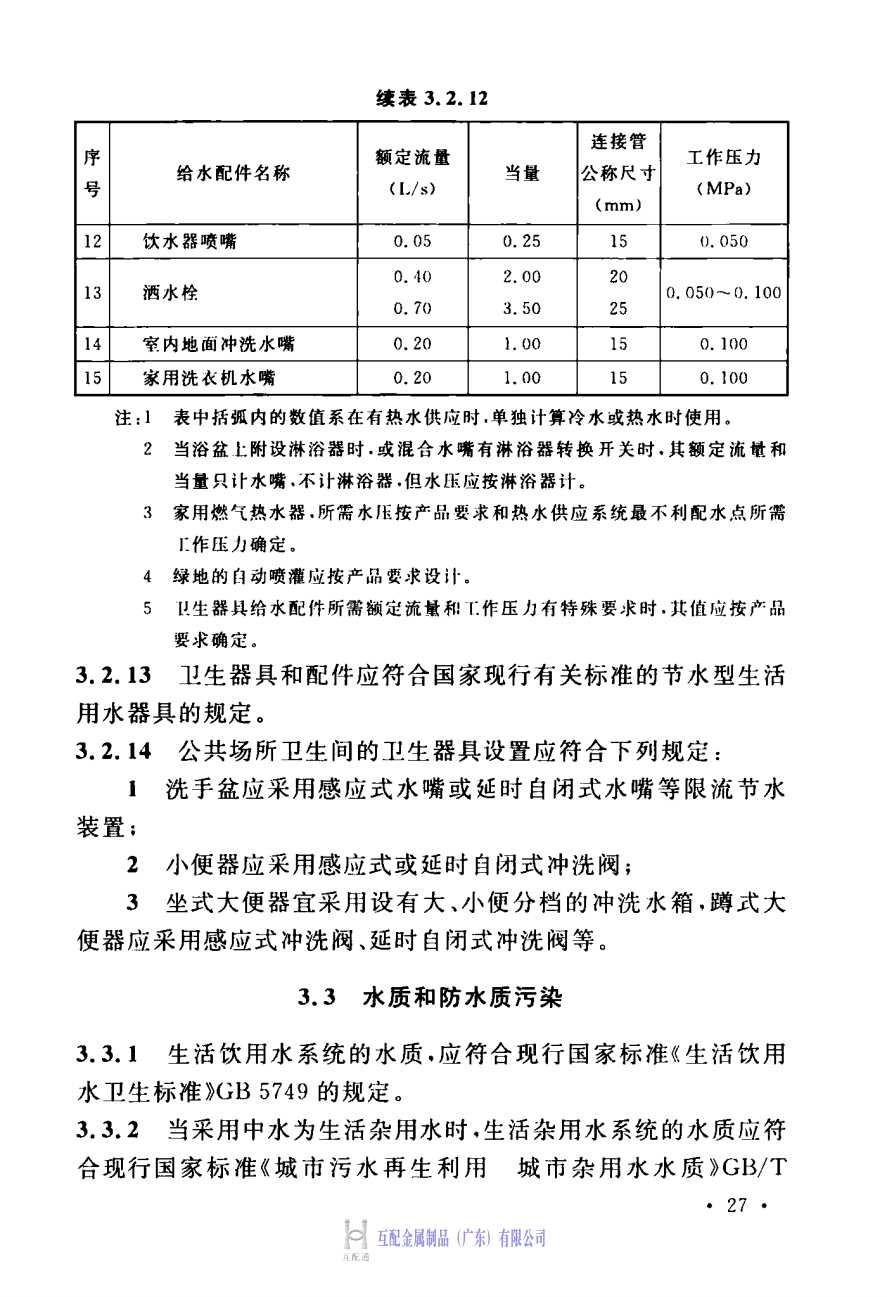 续表 3.2.12
序号 给水配件名称 额定流量(L/s) 当量 连接管公称尺寸(mm) 工作压力(MPa)
12 饮水器喷嘴 0.05 0.25 15 0.050
13 洒水栓 0.40 2.00 20 0.050～0.100
0.70 3.50 25
14 室内地面冲洗水嘴 0.20 1.00 15 0.100
15 家用洗衣机水嘴 0.20 1.00 15 0.100
注:1 表中括弧内的数值系在有热水供应时,单独计算冷水或热水时使用。
2 当浴盆上附设淋浴器时,或混合水嘴有淋浴器转换开关时,其额定流量和
当量只计水嘴,不计淋浴器,但水压应按淋浴器计。
3 家用燃气热水器,所需水压按产品要求和热水供应系统最不利配水点所需
工作压力确定。
4 绿地的自动喷灌应按产品要求设计。
5 卫生器具给水配件所需额定流量和工作压力有特殊要求时,其值应按产品
要求确定。
3.2.13 卫生器具和配件应符合国家现行有关标准的节水型生活
用水器具的规定。
3.2.14 公共场所卫生间的卫生器具设置应符合下列规定:
1 洗手盆应采用感应式水嘴或延时自闭式水嘴等限流节水
装置;
2 小便器应采用感应式或延时自闭式冲洗阀;
3 坐式大便器宜采用设有大、小便分档的冲洗水箱,蹲式大
便器应采用感应式冲洗阀、延时自闭式冲洗阀等。
3.3 水质和防水质污染
3.3.1 生活饮用水系统的水质,应符合现行国家标准《生活饮用
水卫生标准》GB 5749 的规定。
3.3.2 当采用中水为生活杂用水时,生活杂用水系统的水质应符
合现行国家标准《城市污水再生利用 城市杂用水水质》GB/T
• 27 •
互配金属制品（广东）有限公司
互配通